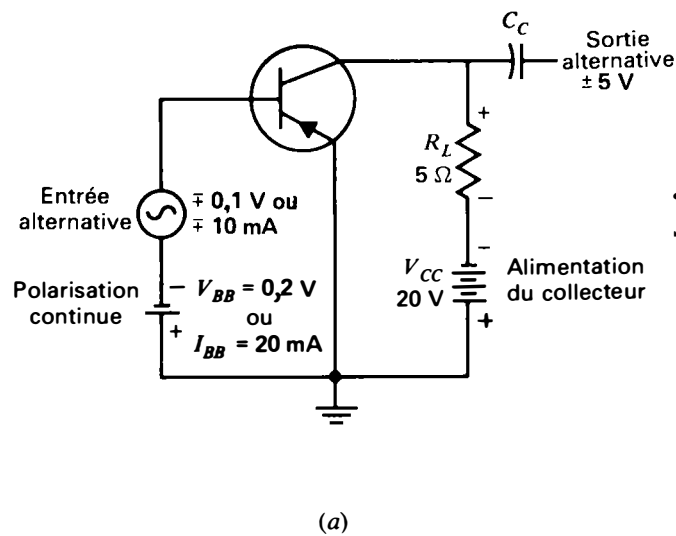 C_C
Sortie
alternative
± 5 V
+
R_L
5 Ω
−
Entrée
alternative
∓ 0,1 V ou
∓ 10 mA
−
V_CC
20 V
+
Alimentation
du collecteur
Polarisation
continue
−
V_BB = 0,2 V
ou
+
I_BB = 20 mA
(a)